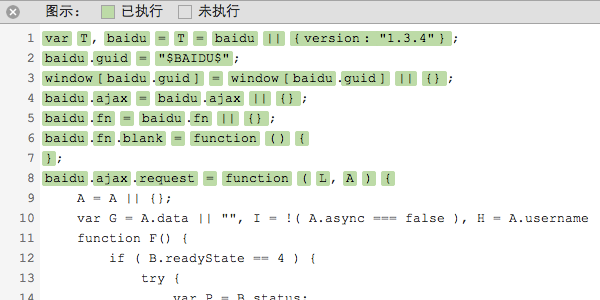 图示： 已执行 未执行
1 var T, baidu = T = baidu || { version : "1.3.4" } ;
2 baidu.guid = "$BAIDU$";
3 window[baidu.guid] = window[baidu.guid] || {} ;
4 baidu.ajax = baidu.ajax || {} ;
5 baidu.fn = baidu.fn || {} ;
6 baidu.fn.blank = function () {
7 };
8 baidu.ajax.request = function ( L, A ) {
9 A = A || {};
10 var G = A.data || "", I = !( A.async === false ), H = A.username
11 function F() {
12 if ( B.readyState == 4 ) {
13 try {
14 var P = B.status;